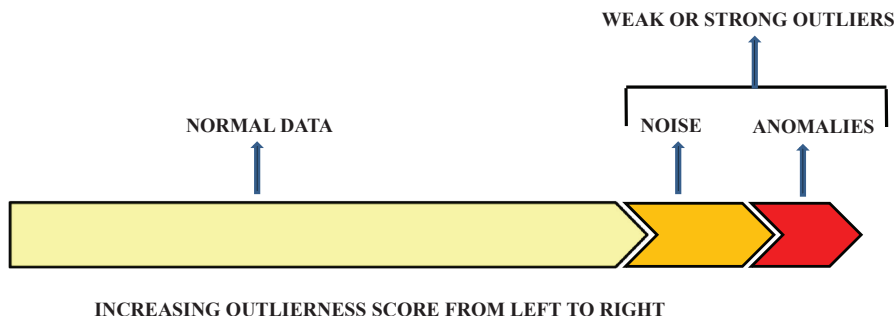 WEAK OR STRONG OUTLIERS
NORMAL DATA
NOISE
ANOMALIES
INCREASING OUTLIERNESS SCORE FROM LEFT TO RIGHT